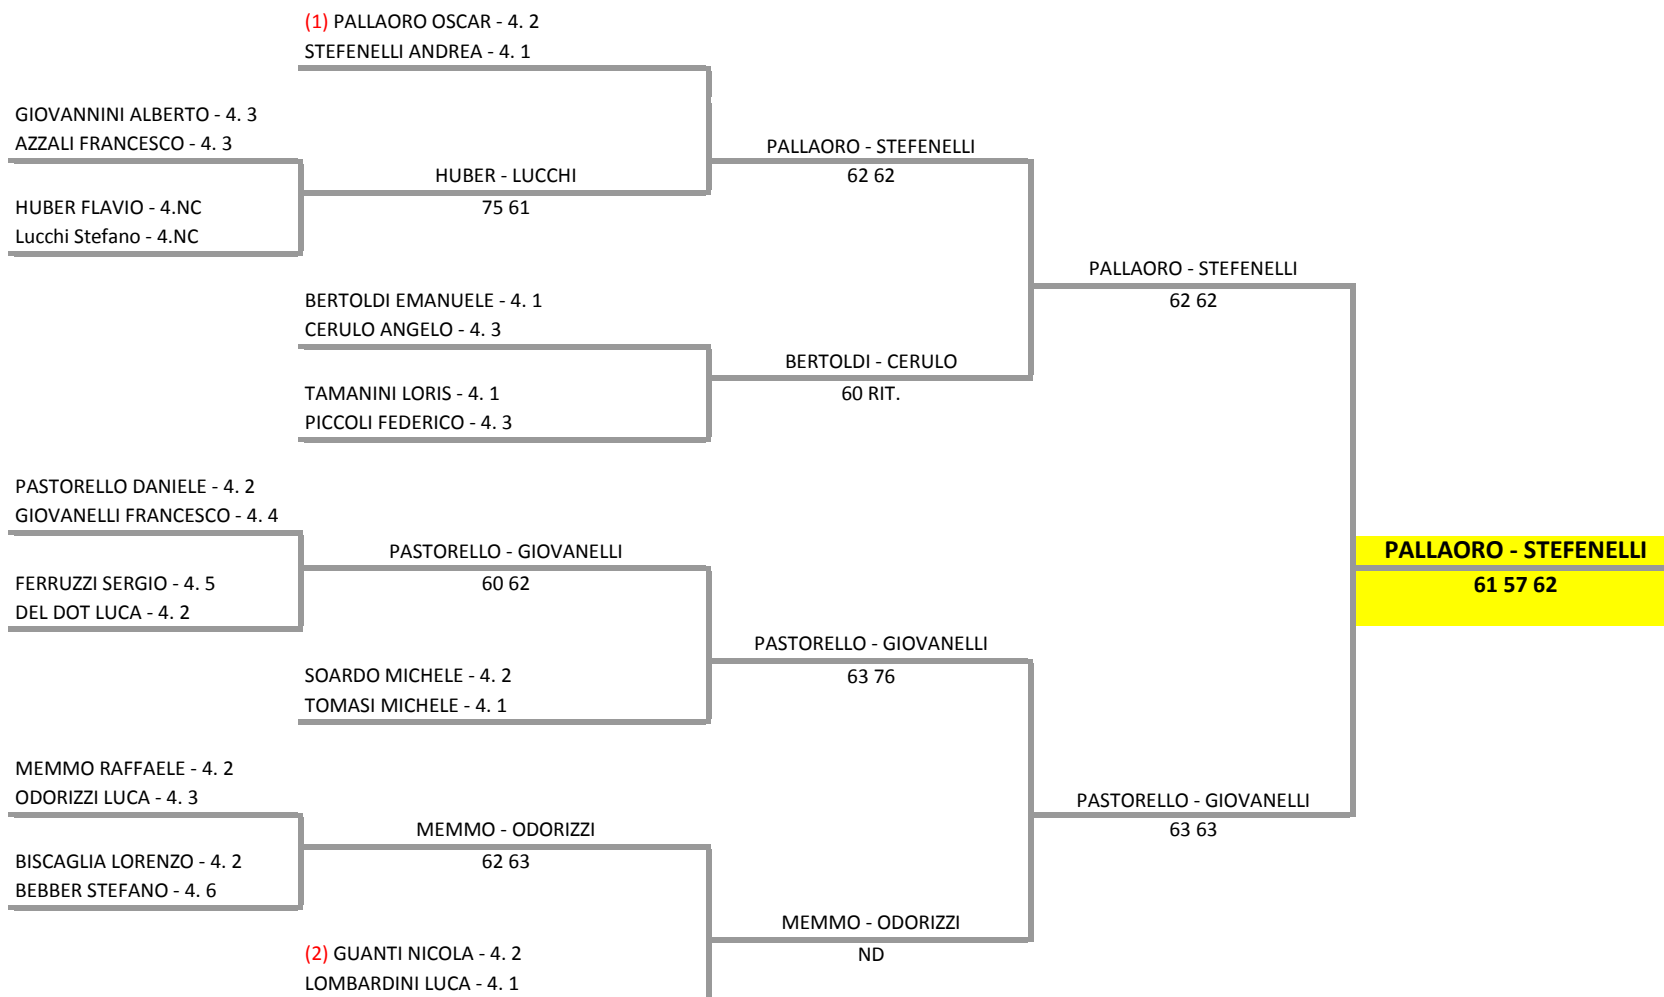 (1) PALLAORO OSCAR - 4. 2
STEFENELLI ANDREA - 4. 1
GIOVANNINI ALBERTO - 4. 3
AZZALI FRANCESCO - 4. 3
PALLAORO - STEFENELLI
HUBER - LUCCHI
62 62
HUBER FLAVIO - 4.NC
75 61
Lucchi Stefano - 4.NC
PALLAORO - STEFENELLI
BERTOLDI EMANUELE - 4. 1
62 62
CERULO ANGELO - 4. 3
BERTOLDI - CERULO
TAMANINI LORIS - 4. 1
60 RIT.
PICCOLI FEDERICO - 4. 3
PASTORELLO DANIELE - 4. 2
GIOVANELLI FRANCESCO - 4. 4
PASTORELLO - GIOVANELLI
PALLAORO - STEFENELLI
FERRUZZI SERGIO - 4. 5
60 62
61 57 62
DEL DOT LUCA - 4. 2
PASTORELLO - GIOVANELLI
SOARDO MICHELE - 4. 2
63 76
TOMASI MICHELE - 4. 1
MEMMO RAFFAELE - 4. 2
ODORIZZI LUCA - 4. 3
PASTORELLO - GIOVANELLI
MEMMO - ODORIZZI
63 63
BISCAGLIA LORENZO - 4. 2
62 63
BEBBER STEFANO - 4. 6
MEMMO - ODORIZZI
(2) GUANTI NICOLA - 4. 2
ND
LOMBARDINI LUCA - 4. 1